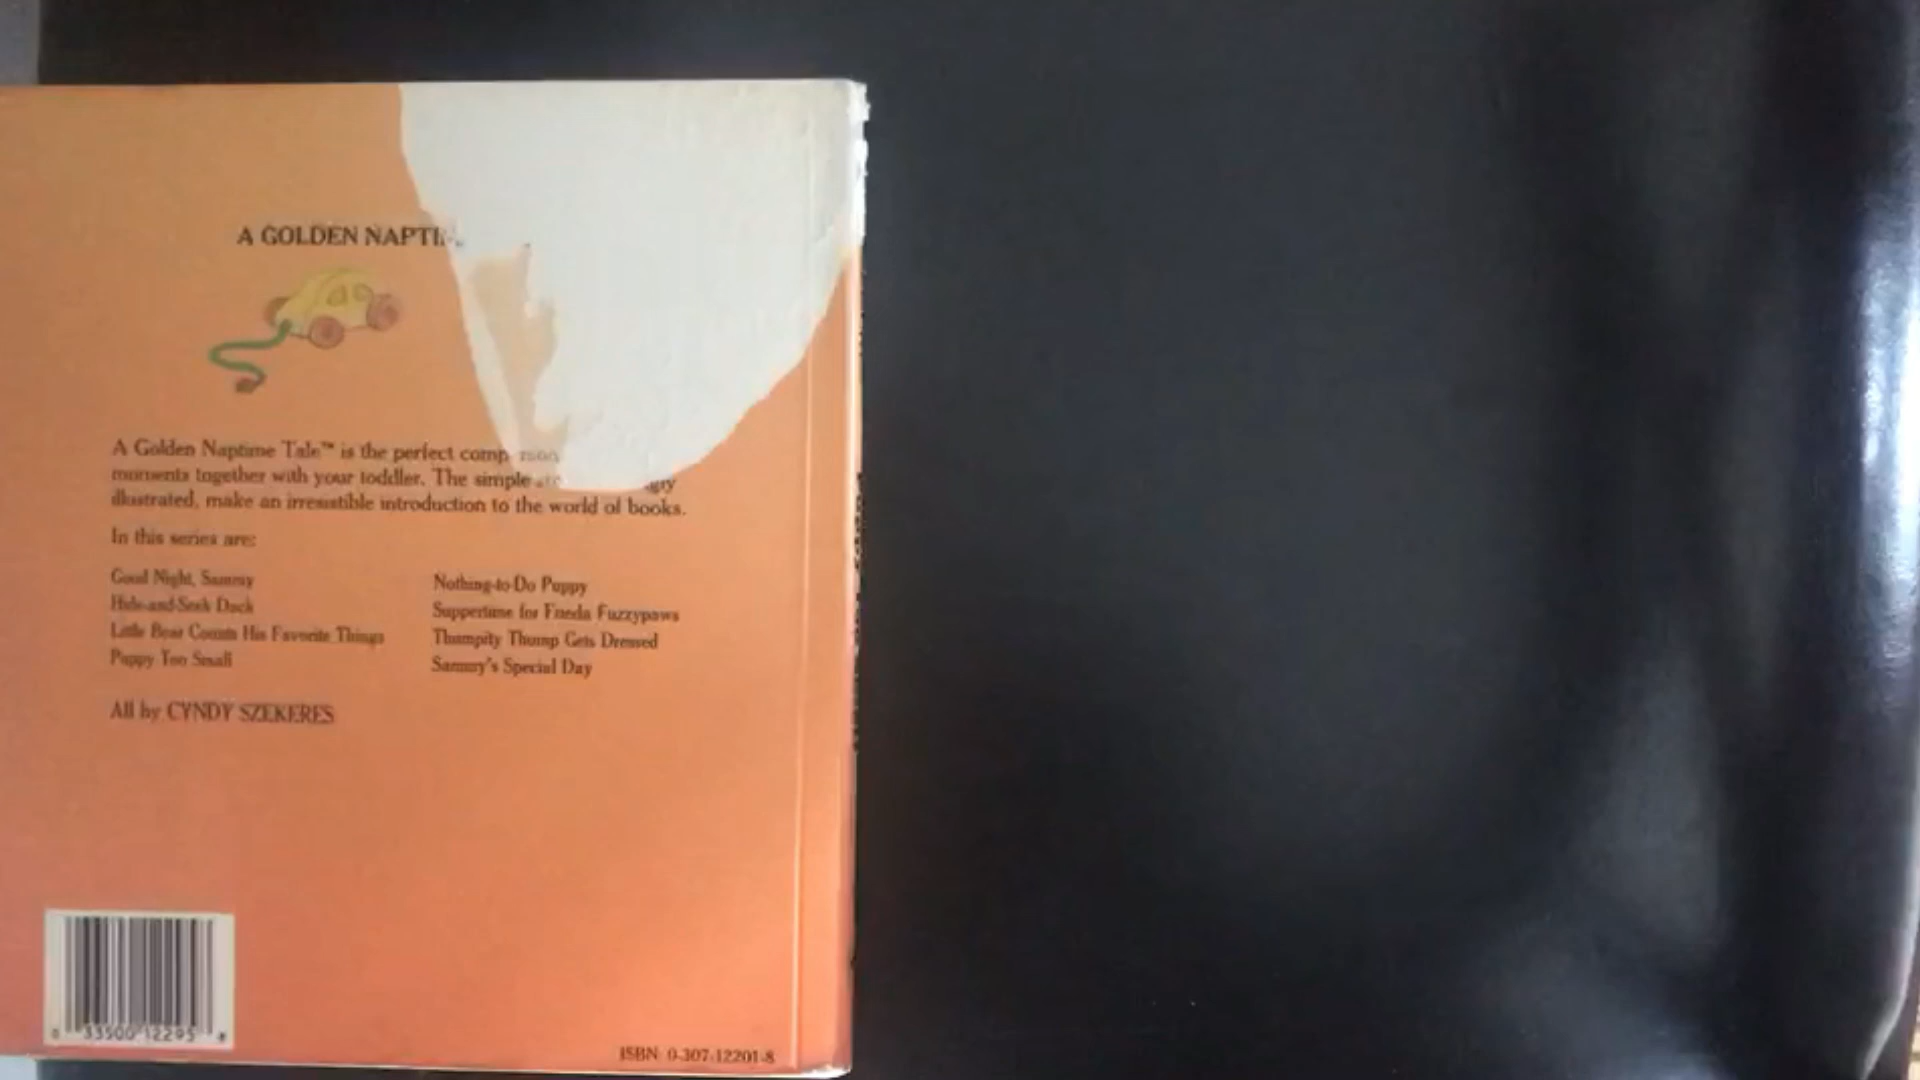 A GOLDEN NAPTI
A Golden Naptime Tale™ is the perfect comp
moments together with your toddler. The simple
illustrated, make an irresistible introduction to the world of books.
In this series are:
Good Night, Sammy
Hide-and-Seek Duck
Little Bear Counts His Favorite Things
Puppy Too Small
Nothing-to-Do Puppy
Suppertime for Frieda Fuzzypaws
Thumpity Thump Gets Dressed
Sammy's Special Day
All by CYNDY SZEKERES
ISBN 0-307-12201-8